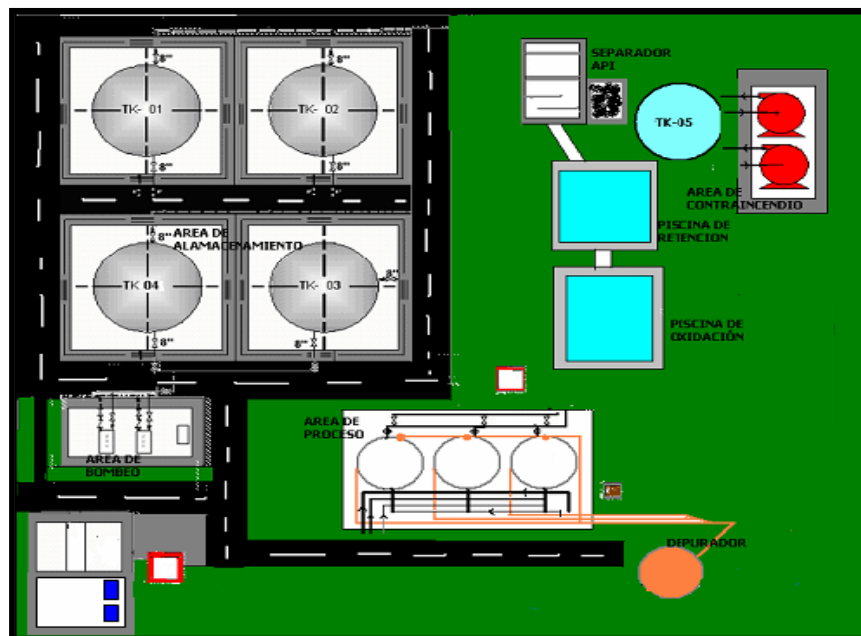 SEPARADOR
API
8"
8"
TK- 01
TK- 02
TK-05
8"
8"
AREA DE
CONTRAINCENDIO
PISCINA DE
RETENCION
AREA DE
ALAMACENAMIENTO
8"
8"
8"
TK 04
TK- 03
PISCINA DE
OXIDACIÓN
8"
8"
AREA DE
PROCESO
AREA DE
BOMBEO
DEPURADOR